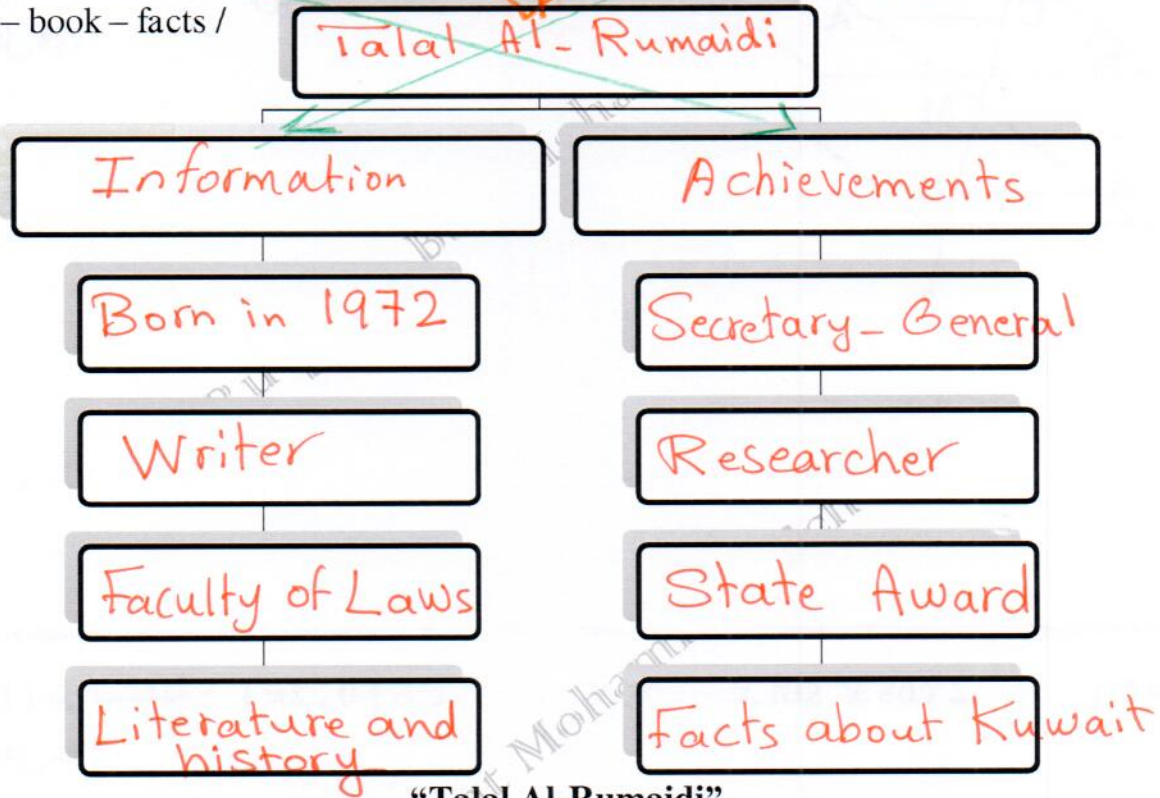 – book – facts /
Talal Al- Rumaidi
Information
Achievements
Born in 1972
Secretary- General
Writer
Researcher
Faculty of Laws
State Award
Literature and
history
Facts about Kuwait
"Talal Al-Rumaidi"